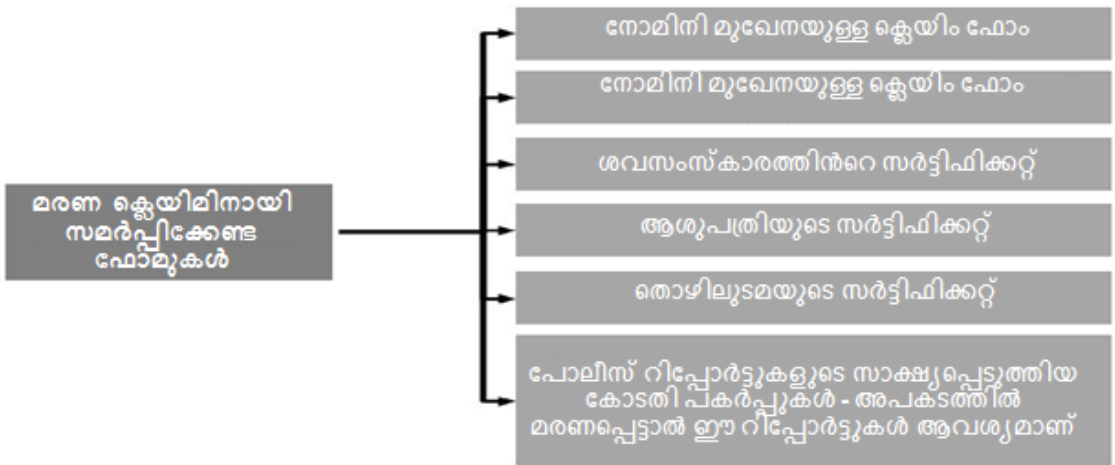 നോമിനി മുഖേനയുള്ള ക്ലെയിം ഫോം
നോമിനി മുഖേനയുള്ള ക്ലെയിം ഫോം
ശവസംസ്കാരത്തിൻറെ സർട്ടിഫിക്കറ്റ്
മരണ ക്ലെയിമിനായി
സമർപ്പിക്കേണ്ട
ഫോമുകൾ
ആശുപത്രിയുടെ സർട്ടിഫിക്കറ്റ്
തൊഴിലുടമയുടെ സർട്ടിഫിക്കറ്റ്
പോലീസ് റിപ്പോർട്ടുകളുടെ സാക്ഷ്യപ്പെടുത്തിയ
കോടതി പകർപ്പുകൾ - അപകടത്തിൽ
മരണപ്പെട്ടാൽ ഈ റിപ്പോർട്ടുകൾ ആവശ്യമാണ്